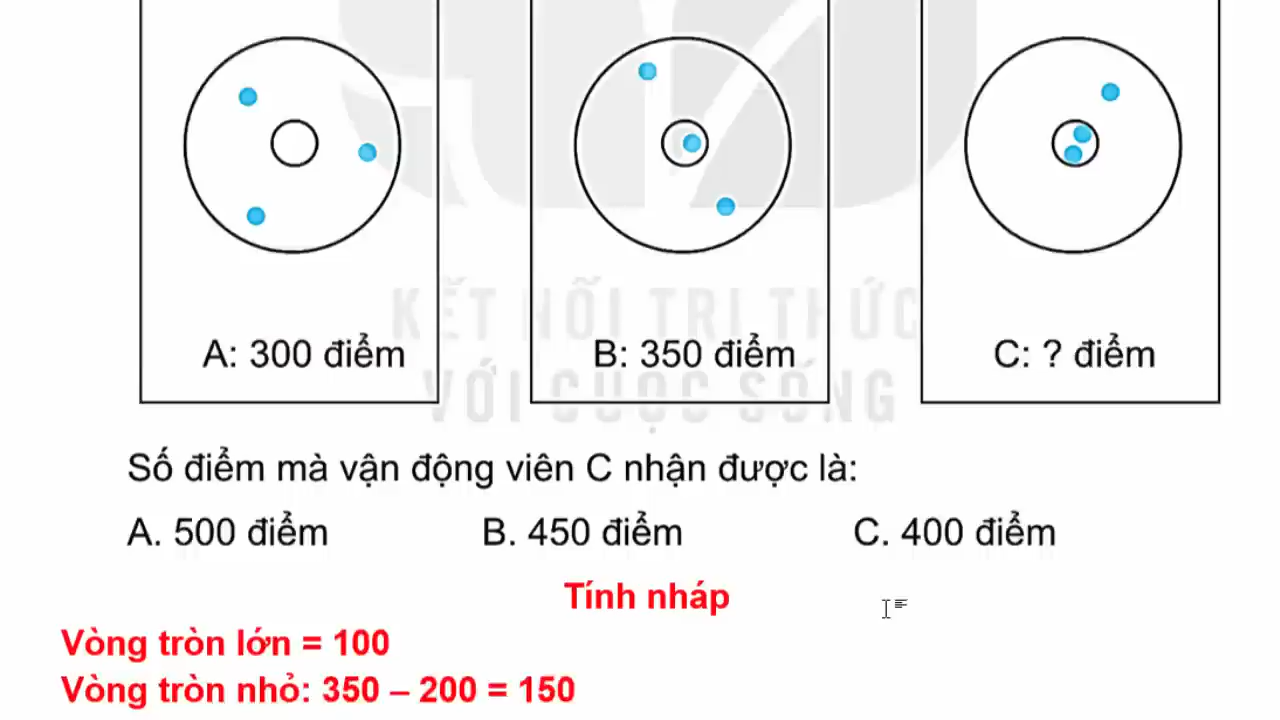 KẾT NỐI TRI THỨC
VỚI CUỘC SỐNG
A: 300 điểm
B: 350 điểm
C: ? điểm
Số điểm mà vận động viên C nhận được là:
A. 500 điểm B. 450 điểm C. 400 điểm
Tính nháp
Vòng tròn lớn = 100
Vòng tròn nhỏ: 350 – 200 = 150